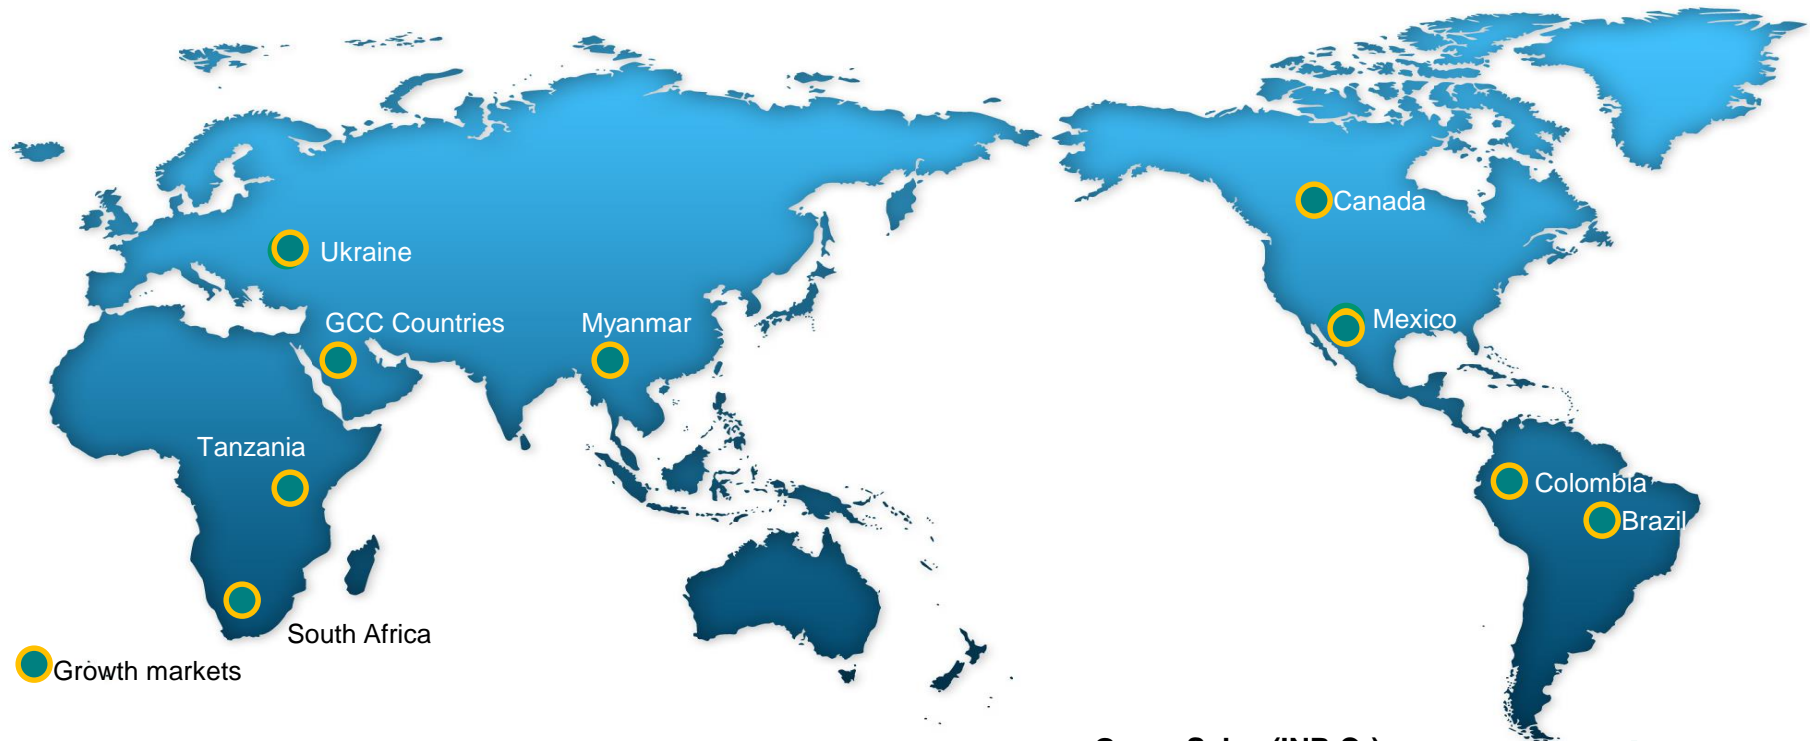 Canada
Ukraine
Mexico
GCC Countries
Myanmar
Tanzania
Colombia
Brazil
South Africa
Growth markets